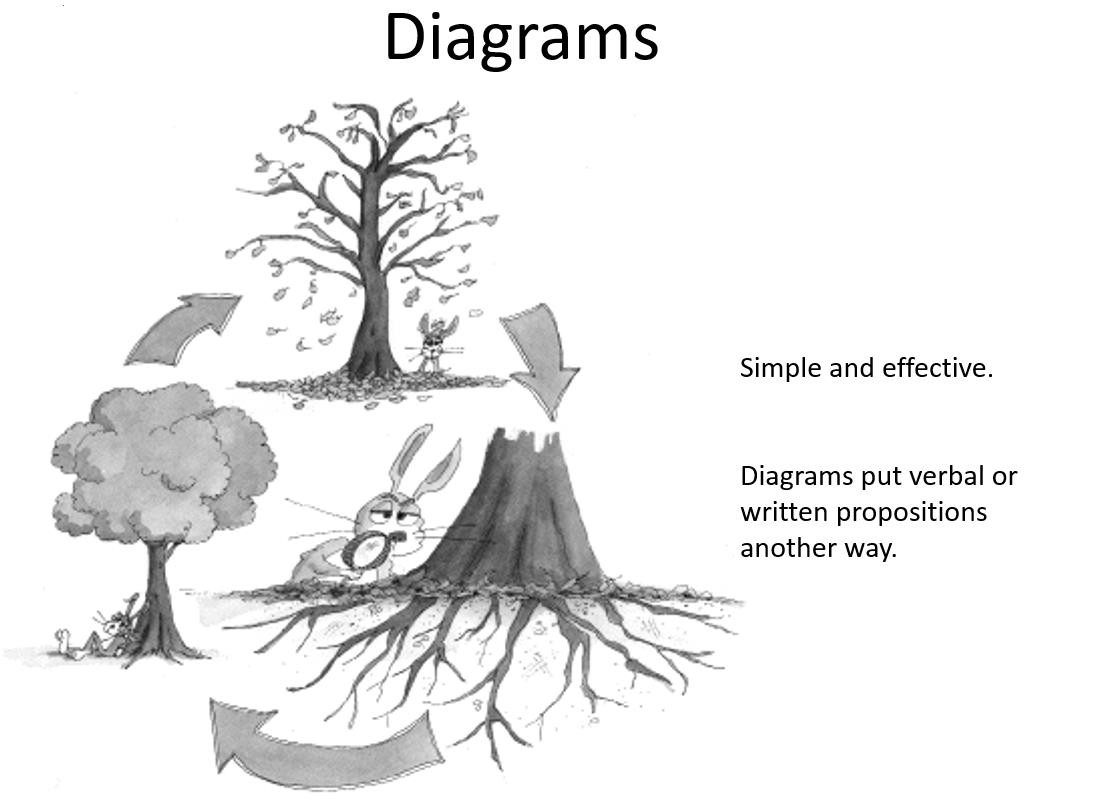 Diagrams
Simple and effective.
Diagrams put verbal or
written propositions
another way.